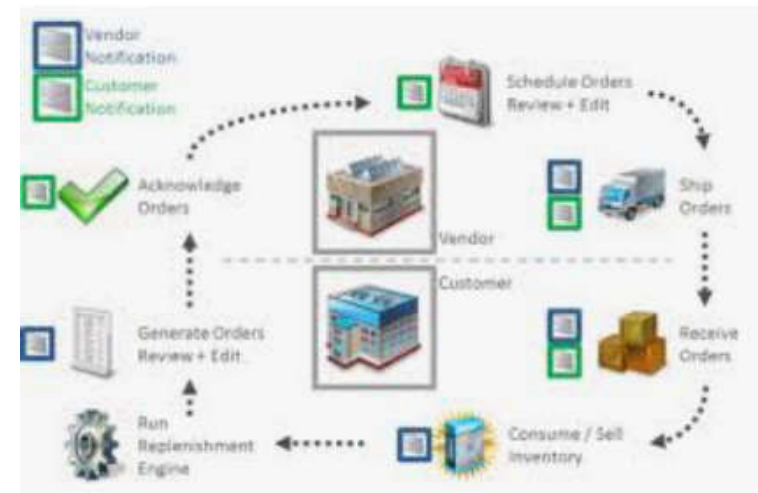 Vendor
Notification
Customer
Notification
Schedule Orders
Review + Edit
Acknowledge
Orders
Ship
Orders
Vendor
Customer
Generate Orders
Review + Edit
Receive
Orders
Run
Replenishment
Engine
Consume / Sell
Inventory